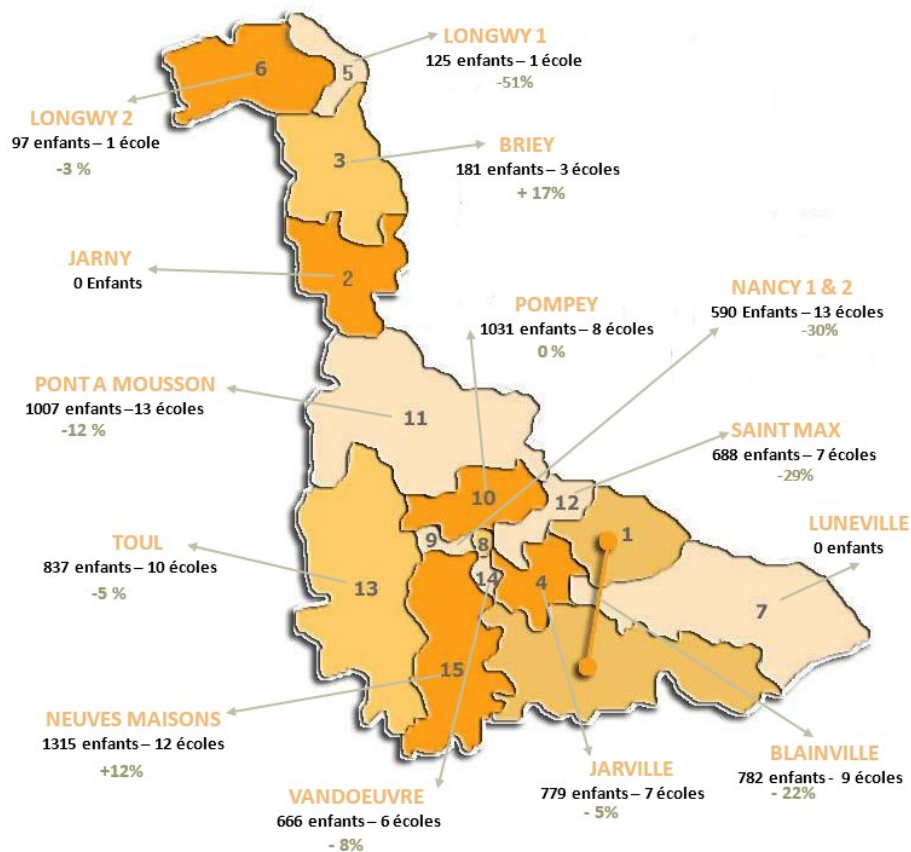 LONGWY 1
125 enfants – 1 école
-51%
6
5
LONGWY 2
97 enfants – 1 école
-3 %
3
BRIEY
181 enfants – 3 écoles
+ 17%
JARNY
0 Enfants
2
NANCY 1 & 2
590 Enfants – 13 écoles
-30%
POMPEY
1031 enfants – 8 écoles
0 %
PONT A MOUSSON
1007 enfants –13 écoles
-12 %
11
SAINT MAX
688 enfants – 7 écoles
-29%
10
12
LUNEVILLE
0 enfants
TOUL
837 enfants – 10 écoles
-5 %
9
8
1
13
14
4
7
15
NEUVES MAISONS
1315 enfants – 12 écoles
+12%
BLAINVILLE
782 enfants - 9 écoles
- 22%
JARVILLE
779 enfants – 7 écoles
- 5%
VANDOEUVRE
666 enfants – 6 écoles
- 8%